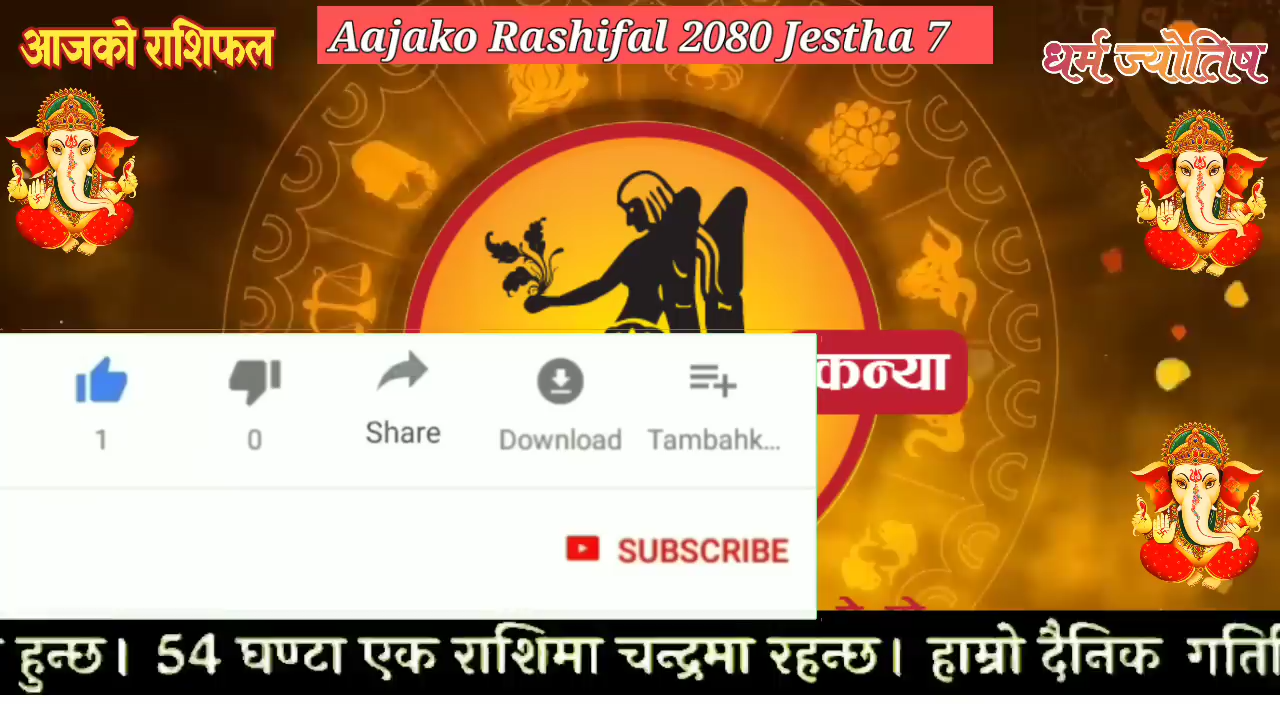 आजको राशिफल
Aajako Rashifal 2080 Jestha 7
धर्म ज्योतिष
कन्या
1
0
Share
Download
Tambahk...
SUBSCRIBE
हुन्छ। 54 घण्टा एक राशिमा चन्द्रमा रहन्छ। हाम्रो दैनिक